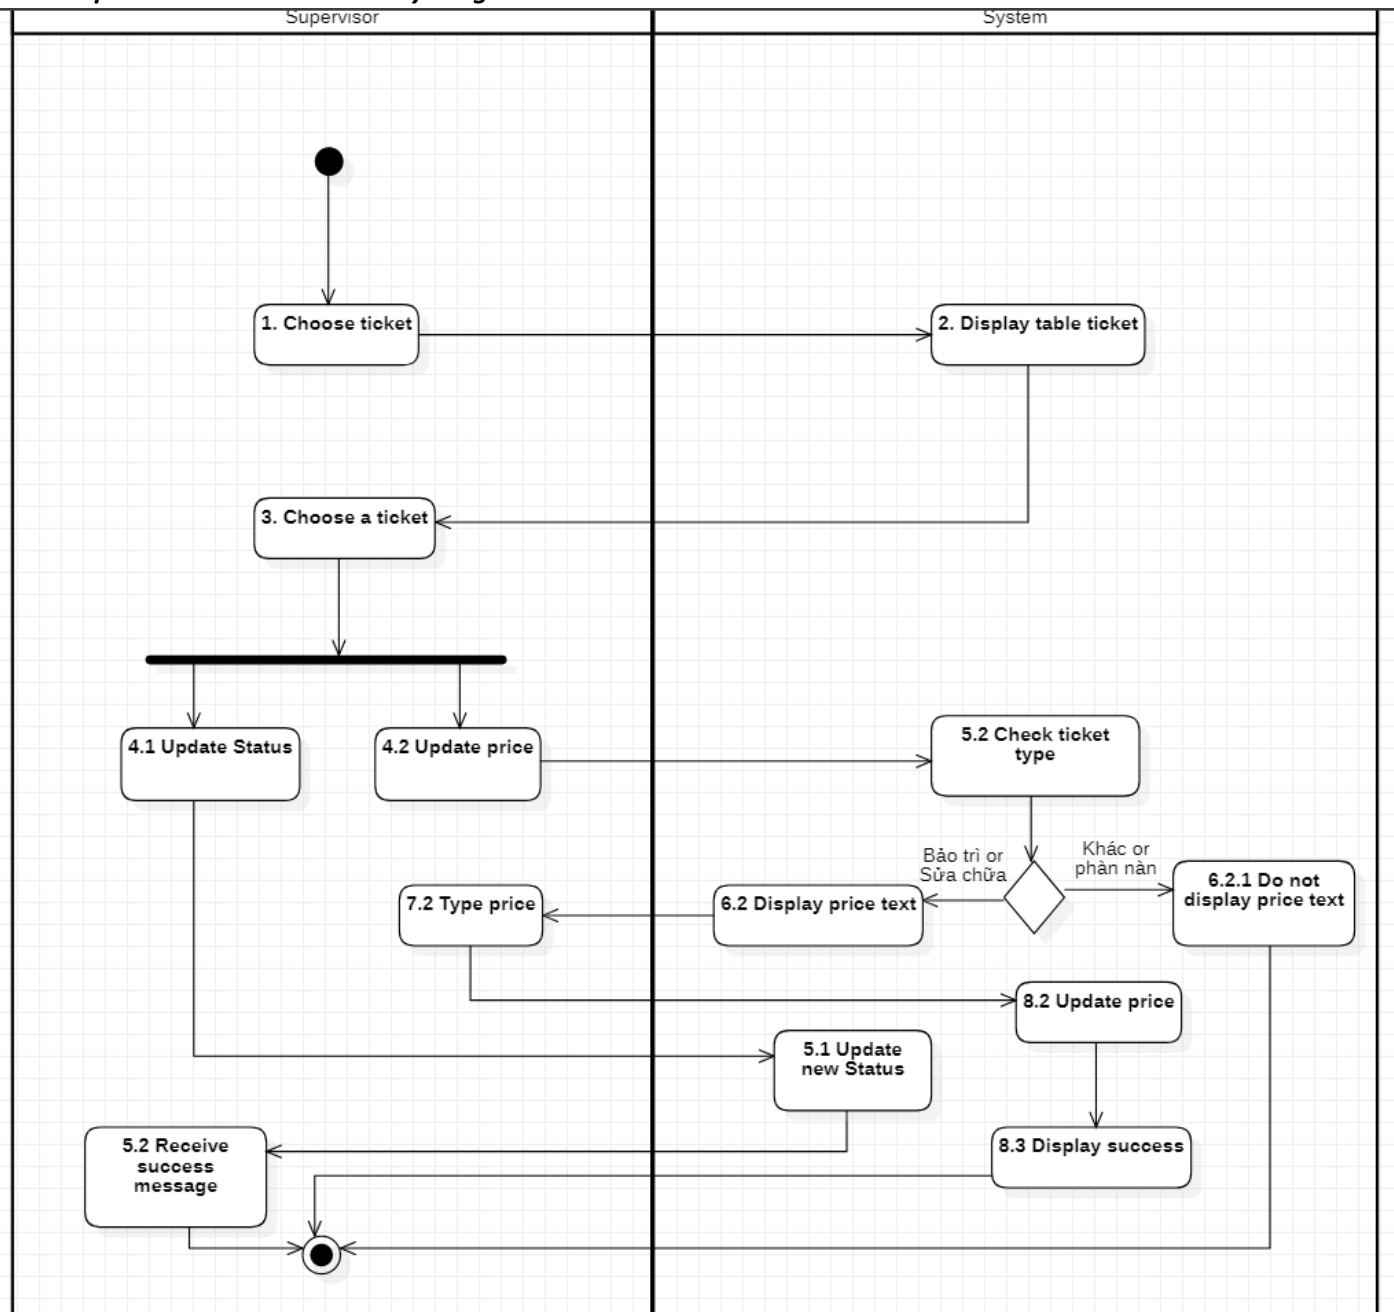 Supervisor
System
1. Choose ticket
2. Display table ticket
3. Choose a ticket
4.1 Update Status
4.2 Update price
5.2 Check ticket
type
Bảo trì or
Sửa chữa
Khác or
phàn nàn
6.2.1 Do not
display price text
7.2 Type price
6.2 Display price text
8.2 Update price
5.1 Update
new Status
5.2 Receive
success
message
8.3 Display success